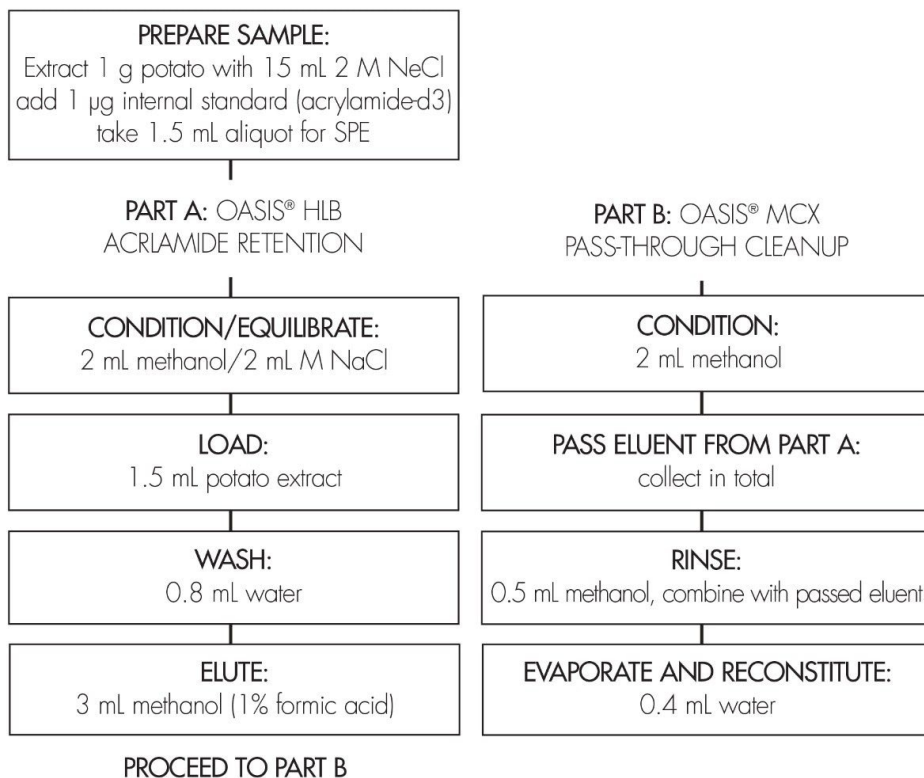 PREPARE SAMPLE:
Extract 1 g potato with 15 mL 2 M NeCl
add 1 µg internal standard (acrylamide-d3)
take 1.5 mL aliquot for SPE
PART A: OASIS® HLB
ACRLAMIDE RETENTION
CONDITION/EQUILIBRATE:
2 mL methanol/2 mL M NaCl
LOAD:
1.5 mL potato extract
WASH:
0.8 mL water
ELUTE:
3 mL methanol (1% formic acid)
PROCEED TO PART B
PART B: OASIS® MCX
PASS-THROUGH CLEANUP
CONDITION:
2 mL methanol
PASS ELUENT FROM PART A:
collect in total
RINSE:
0.5 mL methanol, combine with passed eluent
EVAPORATE AND RECONSTITUTE:
0.4 mL water